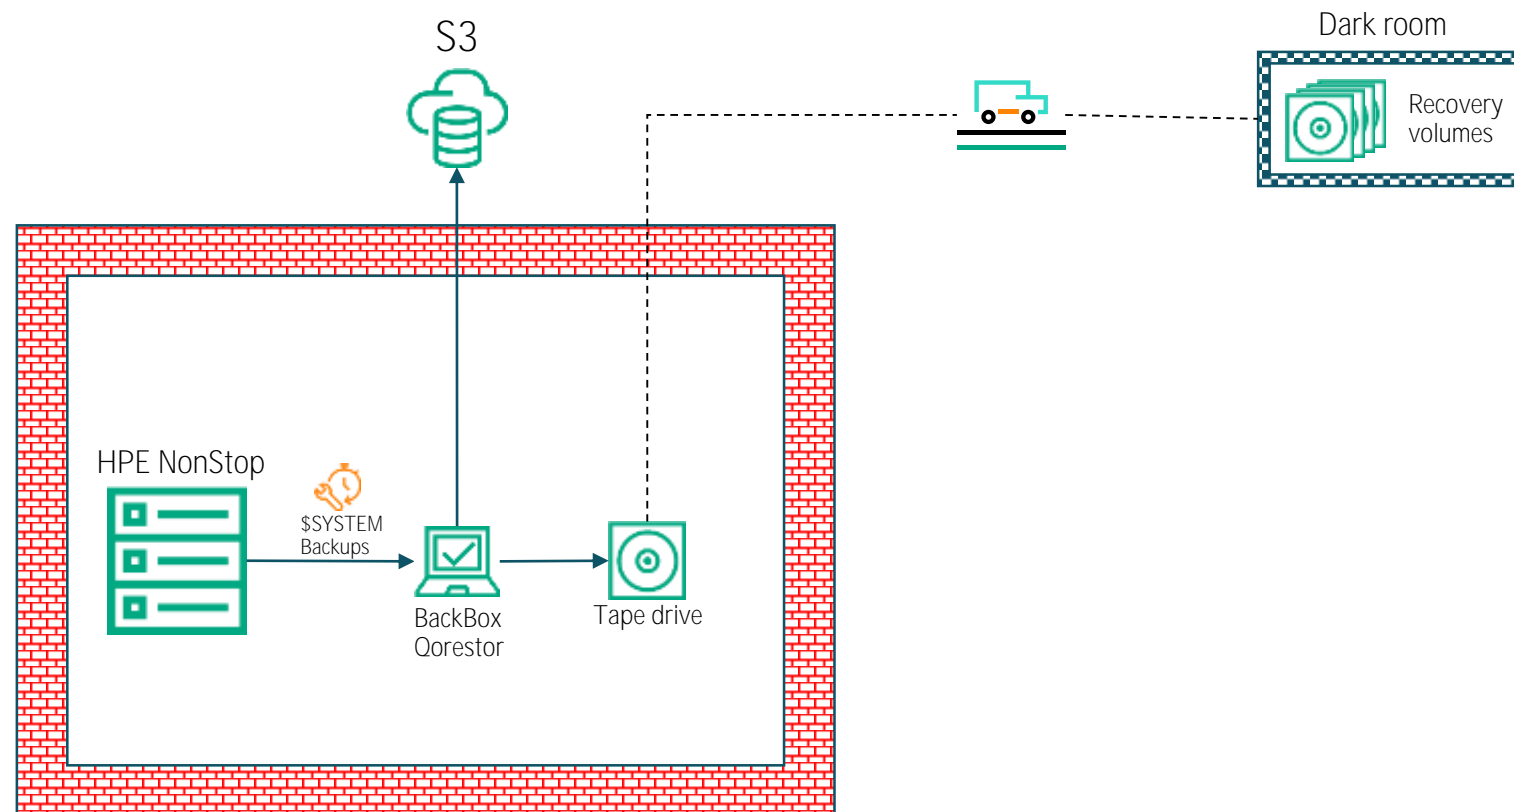 S3
Dark room
Recovery
volumes
HPE NonStop
$SYSTEM
Backups
BackBox
Qorestor
Tape drive